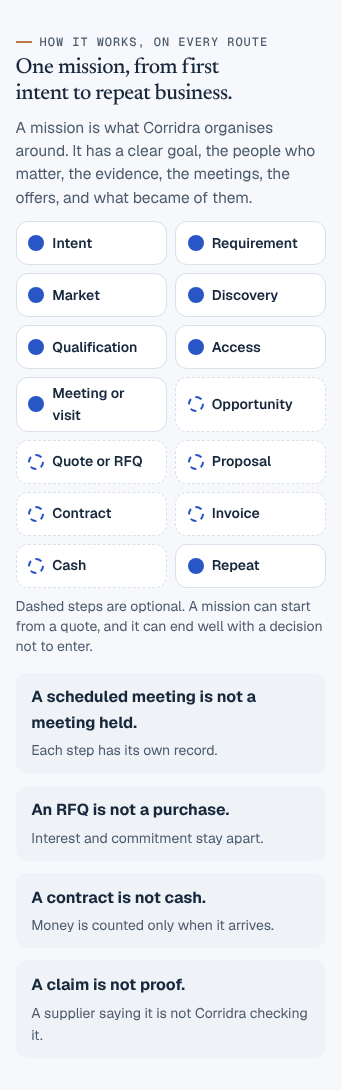 HOW IT WORKS, ON EVERY ROUTE
One mission, from first
intent to repeat business.
A mission is what Corridra organises
around. It has a clear goal, the people who
matter, the evidence, the meetings, the
offers, and what became of them.
Intent
Requirement
Market
Discovery
Qualification
Access
Meeting or
visit
Opportunity
Quote or RFQ
Proposal
Contract
Invoice
Cash
Repeat
Dashed steps are optional. A mission can start
from a quote, and it can end well with a decision
not to enter.
A scheduled meeting is not a
meeting held.
Each step has its own record.
An RFQ is not a purchase.
Interest and commitment stay apart.
A contract is not cash.
Money is counted only when it arrives.
A claim is not proof.
A supplier saying it is not Corridra checking
it.